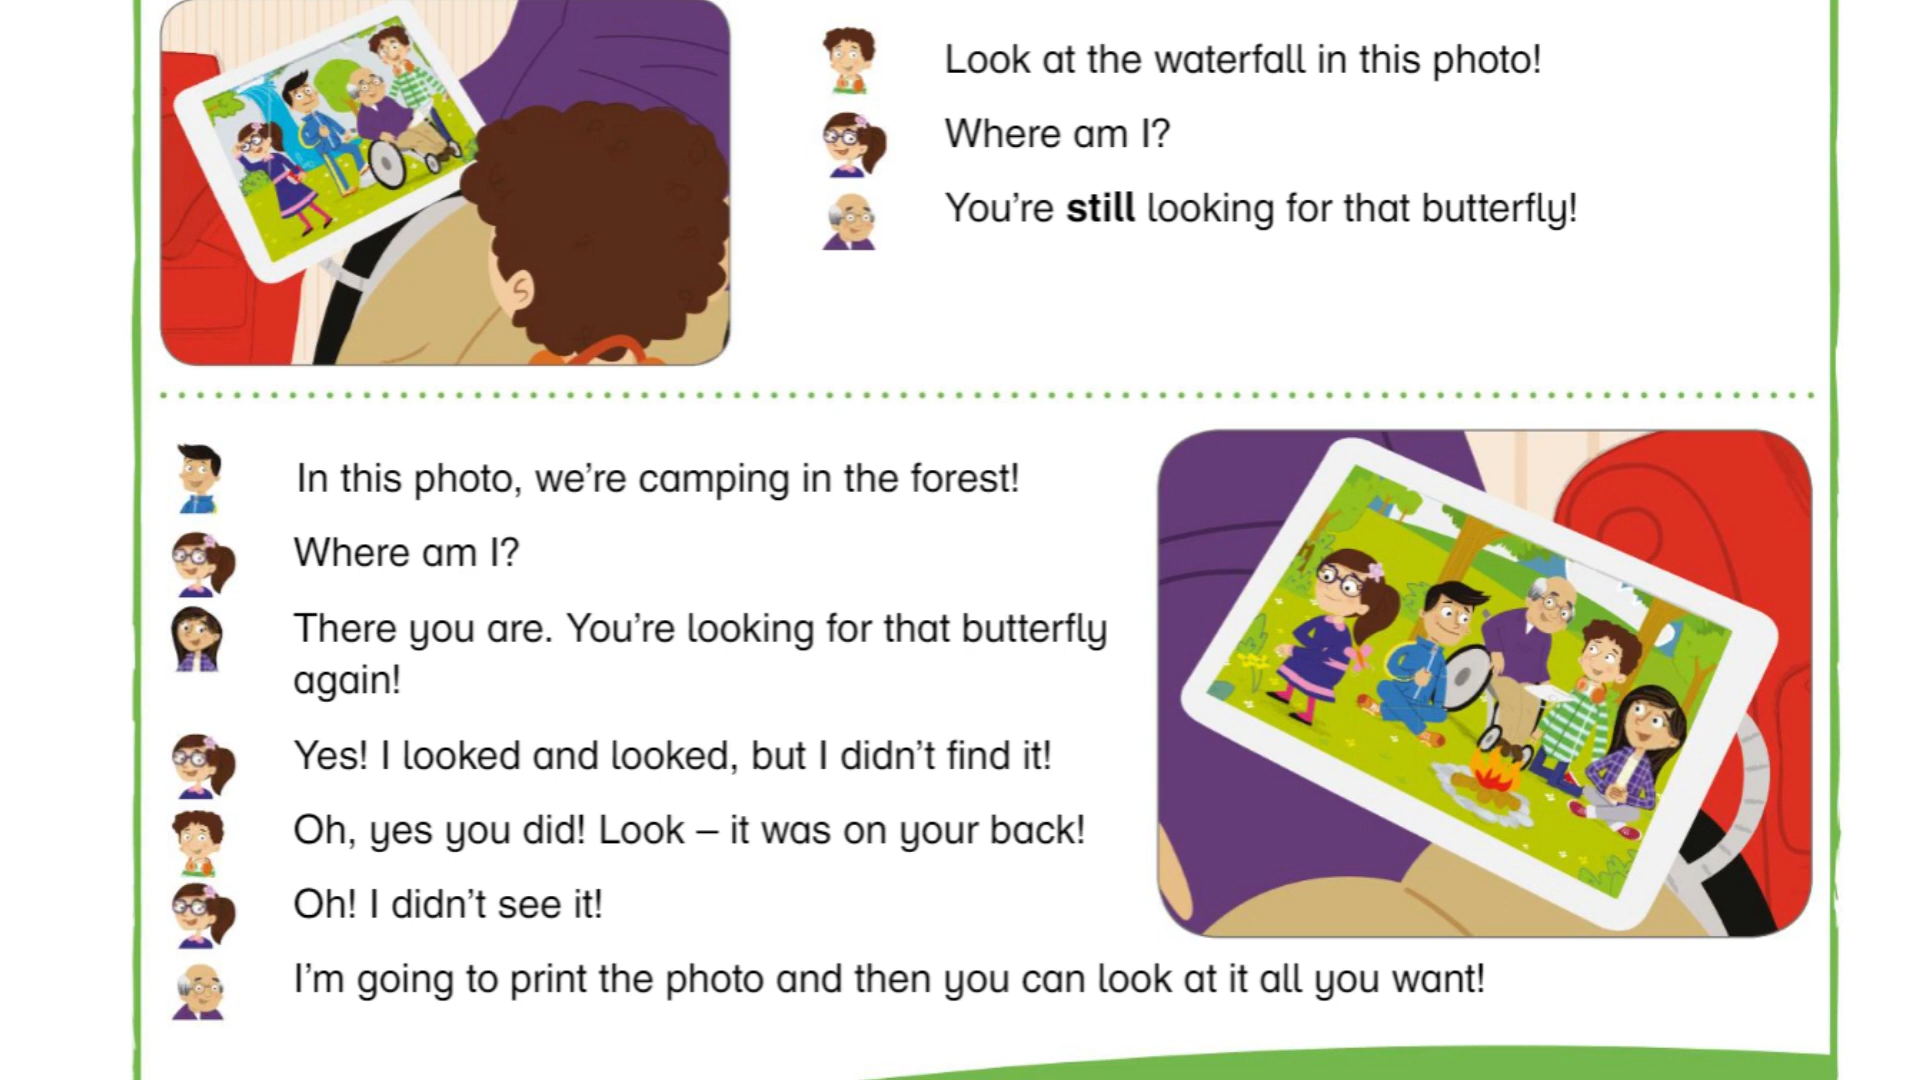 Look at the waterfall in this photo!
Where am I?
You're still looking for that butterfly!
In this photo, we're camping in the forest!
Where am I?
There you are. You're looking for that butterfly
again!
Yes! I looked and looked, but I didn't find it!
Oh, yes you did! Look – it was on your back!
Oh! I didn't see it!
I'm going to print the photo and then you can look at it all you want!